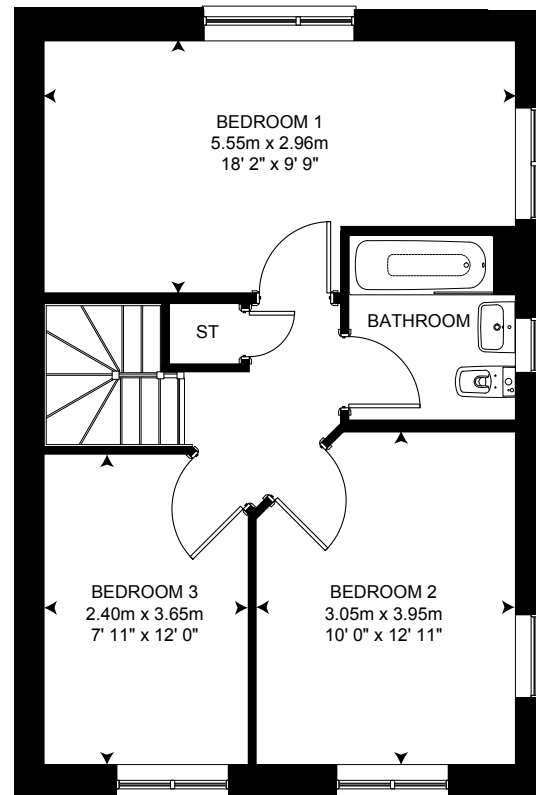 BEDROOM 1
5.55m x 2.96m
18' 2" x 9' 9"
ST
BATHROOM
BEDROOM 3
2.40m x 3.65m
7' 11" x 12' 0"
BEDROOM 2
3.05m x 3.95m
10' 0" x 12' 11"